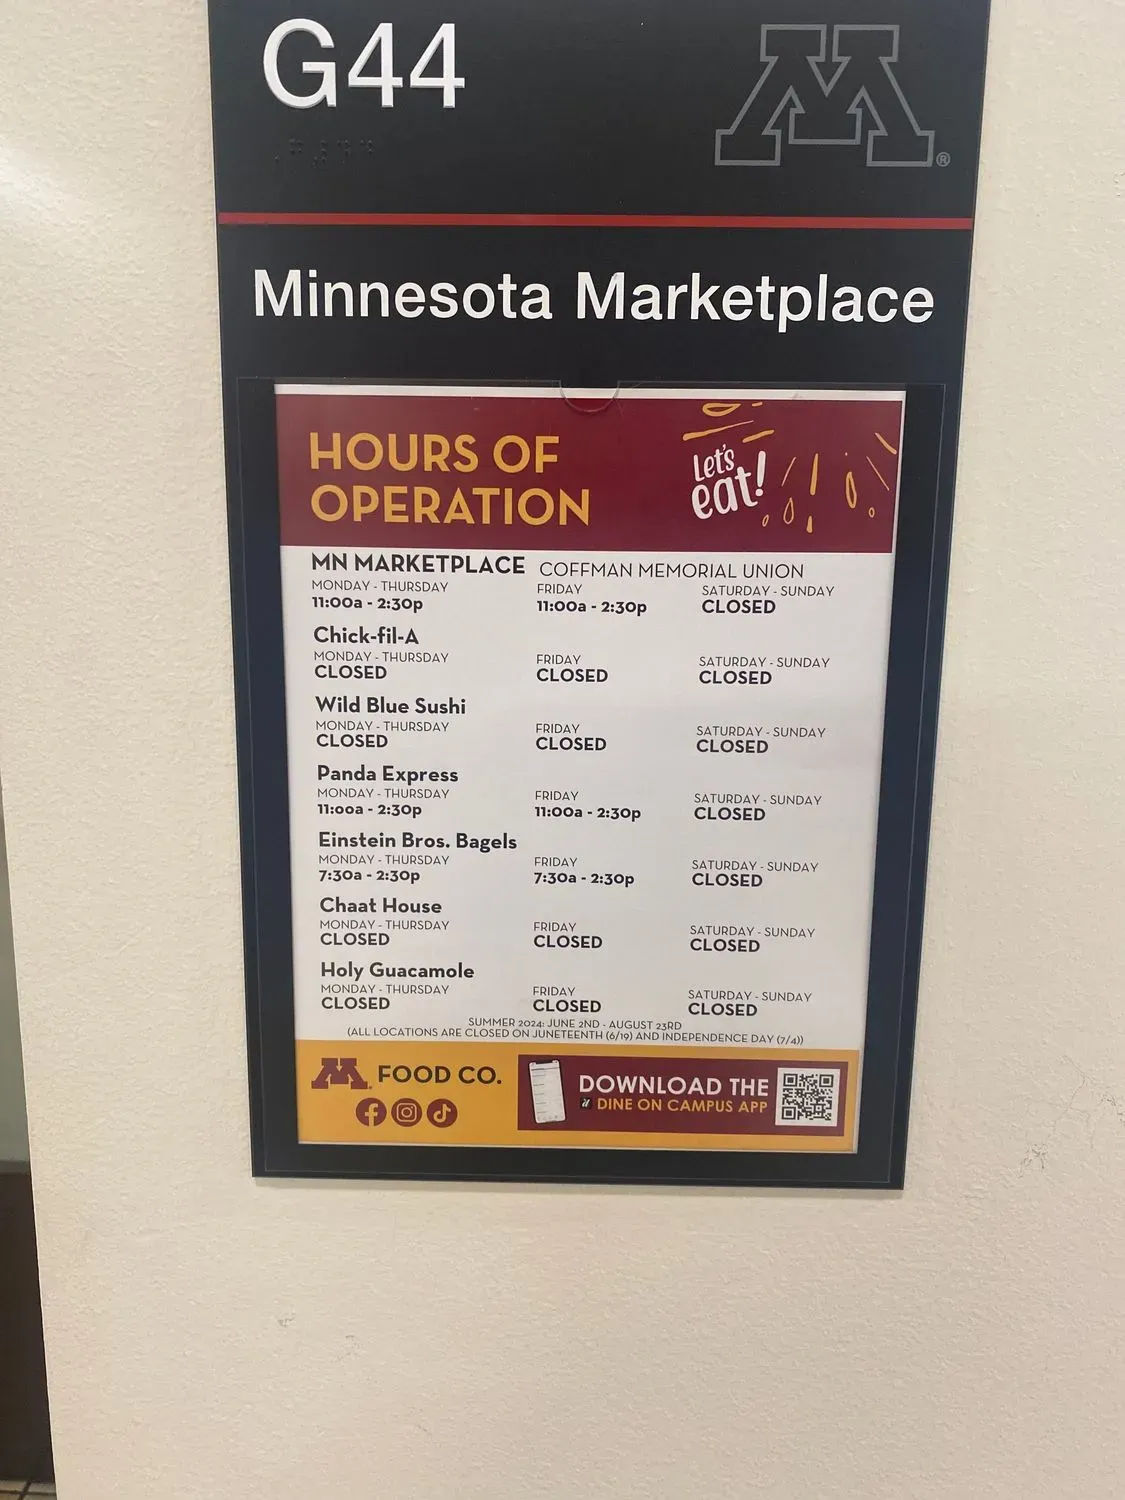 G44
®
Minnesota Marketplace
HOURS OF
OPERATION
Let's
eat!
MN MARKETPLACE COFFMAN MEMORIAL UNION
MONDAY - THURSDAY FRIDAY SATURDAY - SUNDAY
11:00a - 2:30p 11:00a - 2:30p CLOSED
Chick-fil-A
MONDAY - THURSDAY FRIDAY SATURDAY - SUNDAY
CLOSED CLOSED CLOSED
Wild Blue Sushi
MONDAY - THURSDAY FRIDAY SATURDAY - SUNDAY
CLOSED CLOSED CLOSED
Panda Express
MONDAY - THURSDAY FRIDAY SATURDAY - SUNDAY
11:00a - 2:30p 11:00a - 2:30p CLOSED
Einstein Bros. Bagels
MONDAY - THURSDAY FRIDAY SATURDAY - SUNDAY
7:30a - 2:30p 7:30a - 2:30p CLOSED
Chaat House
MONDAY - THURSDAY FRIDAY SATURDAY - SUNDAY
CLOSED CLOSED CLOSED
Holy Guacamole
MONDAY - THURSDAY FRIDAY SATURDAY - SUNDAY
CLOSED CLOSED CLOSED
SUMMER 2024: JUNE 2ND - AUGUST 23RD
(ALL LOCATIONS ARE CLOSED ON JUNETEENTH (6/19) AND INDEPENDENCE DAY (7/4))
M FOOD CO.
DOWNLOAD THE
DINE ON CAMPUS APP